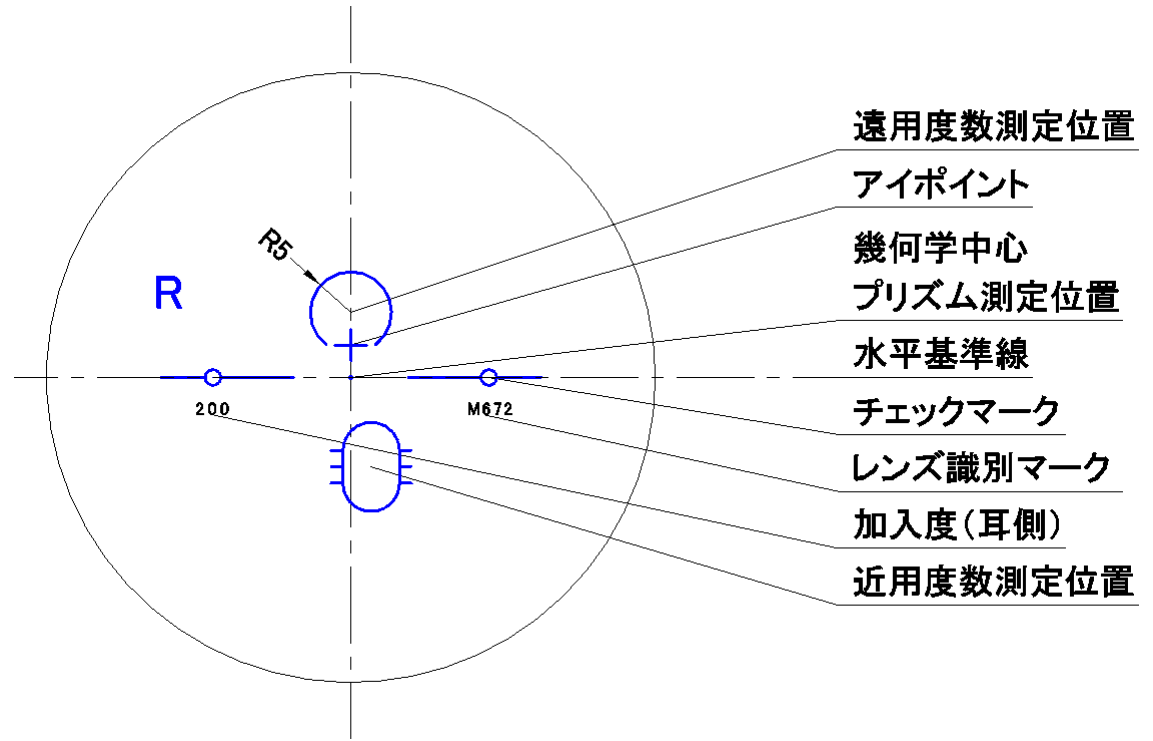 遠用度数測定位置
アイポイント
R5
幾何学中心
R
プリズム測定位置
水平基準線
200
M672
チェックマーク
レンズ識別マーク
加入度(耳側)
近用度数測定位置